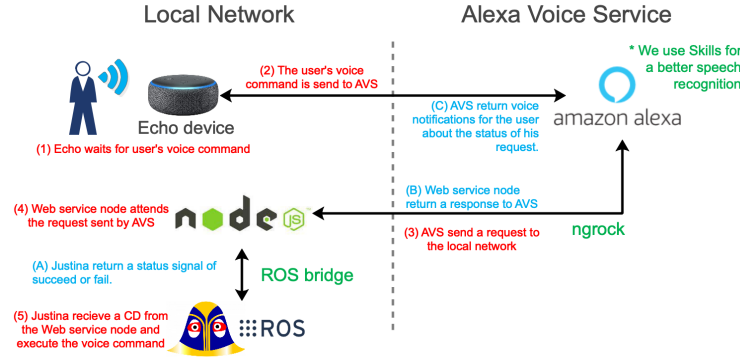 Local Network
Alexa Voice Service
* We use Skills for
a better speech
recognition
(2) The user's voice
command is send to AVS
Echo device
(1) Echo waits for user's voice command
(C) AVS return voice
notifications for the user
about the status of his
request.
amazon alexa
(4) Web service node attends
the request sent by AVS
node
JS
(B) Web service node
return a response to AVS
(3) AVS send a request to
the local network
ngrock
(A) Justina return a status signal of
succeed or fail.
ROS bridge
(5) Justina recieve a CD from
the Web service node and
execute the voice command
ROS